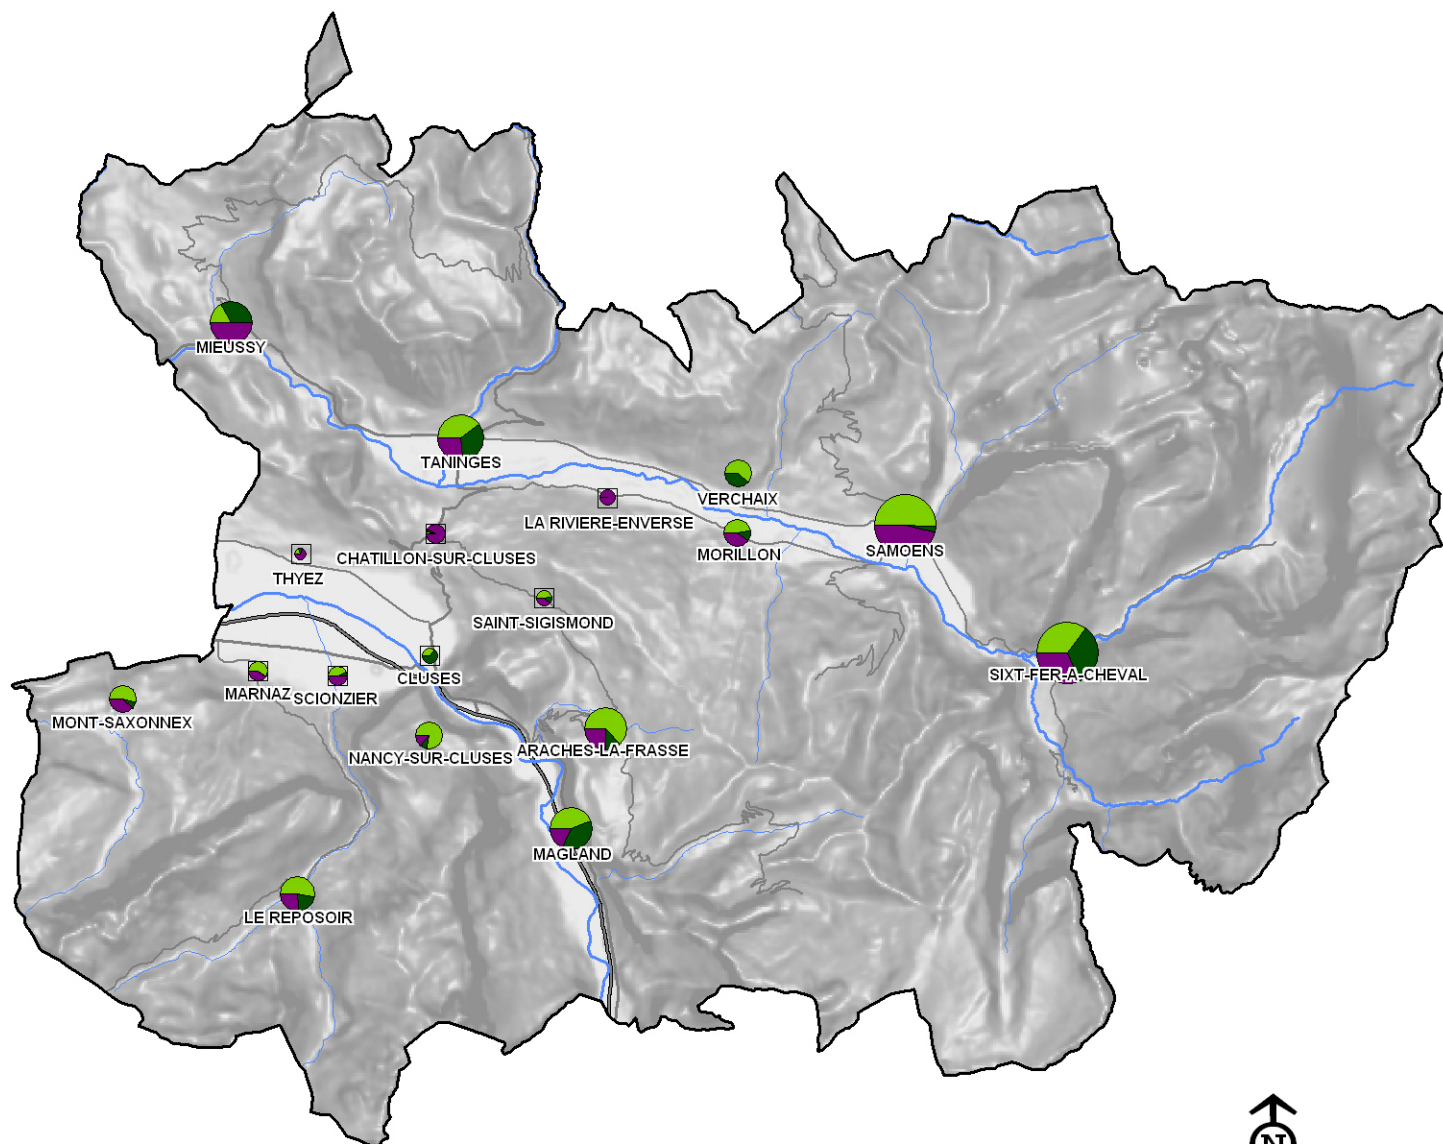 MIEUSSY
TANINGES
VERCHAIX
LA RIVIERE-ENVERSE
CHATILLON-SUR-CLUSES
MORILLON
SAMOENS
THYEZ
SAINT-SIGISMOND
SIXT-FER-A-CHEVAL
CLUSES
MARNAZ
SCIONZIER
MONT-SAXONNEX
NANCY-SUR-CLUSES
ARACHES-LA-FRASSE
MAGLAND
LE REPOSOIR
N